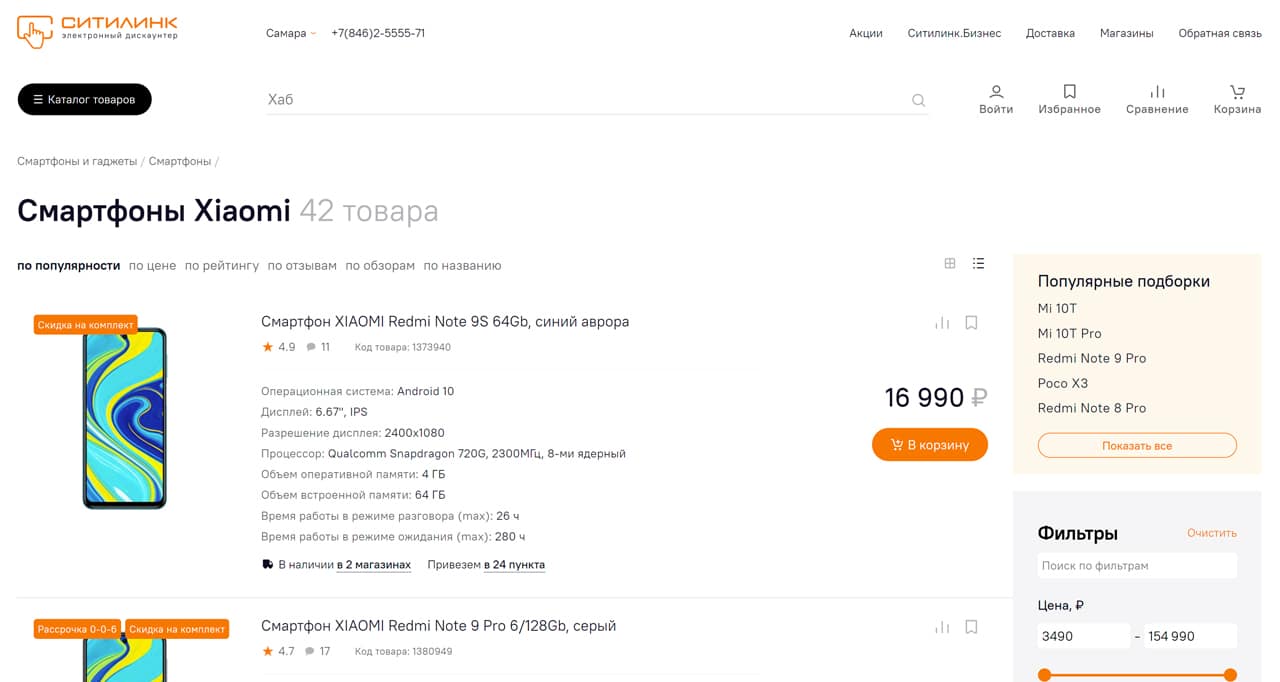 СИТИЛИНК
электронный дискаунтер
Самара
+7(846)2-5555-71
Акции
Ситилинк.Бизнес
Доставка
Магазины
Обратная связь
Каталог товаров
Хаб
Войти
Избранное
Сравнение
Корзина
Смартфоны и гаджеты / Смартфоны /
Смартфоны Xiaomi 42 товара
по популярности по цене по рейтингу по отзывам по обзорам по названию
Скидка на комплект
Смартфон XIAOMI Redmi Note 9S 64Gb, синий аврора
4.9 11 Код товара: 1373940
Операционная система: Android 10
Дисплей: 6.67", IPS
Разрешение дисплея: 2400x1080
Процессор: Qualcomm Snapdragon 720G, 2300МГц, 8-ми ядерный
Объем оперативной памяти: 4 ГБ
Объем встроенной памяти: 64 ГБ
Время работы в режиме разговора (max): 26 ч
Время работы в режиме ожидания (max): 280 ч
В наличии в 2 магазинах Привезем в 24 пункта
16 990 ₽
В корзину
Рассрочка 0-0-6 Скидка на комплект
Смартфон XIAOMI Redmi Note 9 Pro 6/128Gb, серый
4.7 17 Код товара: 1380949
Популярные подборки
Mi 10T
Mi 10T Pro
Redmi Note 9 Pro
Poco X3
Redmi Note 8 Pro
Показать все
Фильтры Очистить
Поиск по фильтрам
Цена, ₽
3490 - 154 990